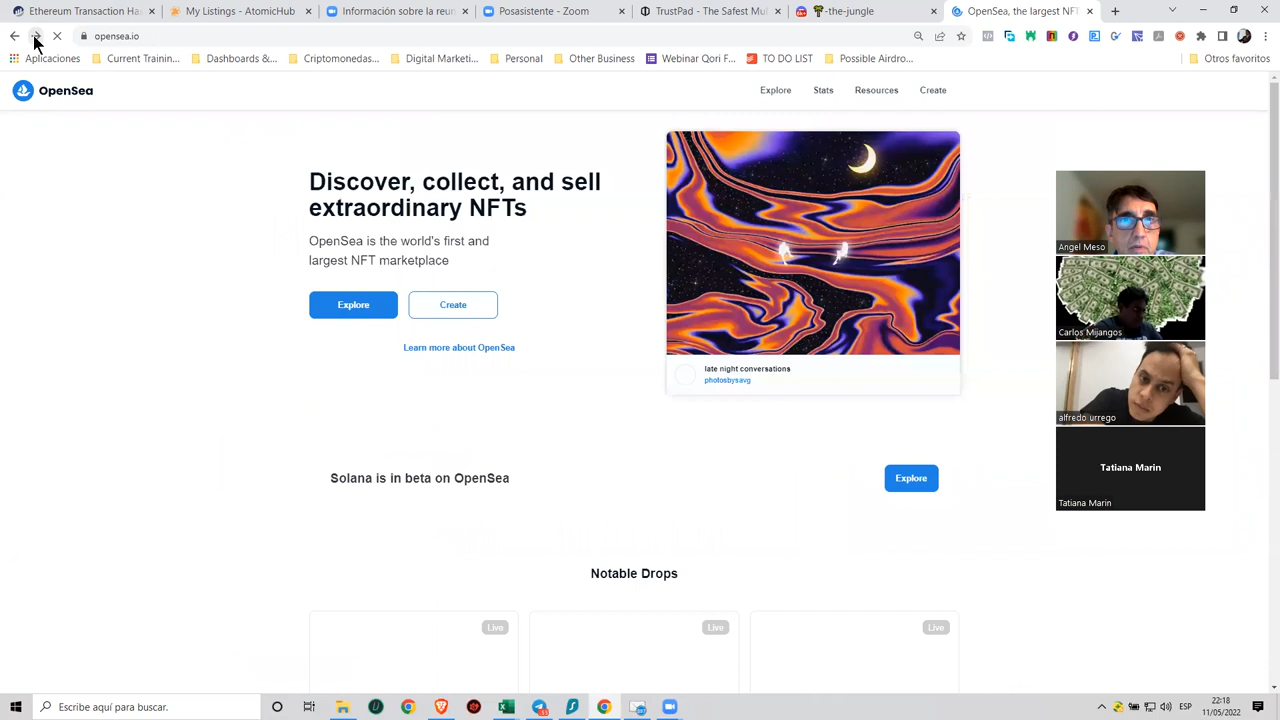 Ethereum Transaction Has
My Listings - AtomicHub
Información sobre la reun
Posasistente - Zoom
TrustPad - The Safest Mul
the-jungle
OpenSea, the largest NFT
opensea.io
Aplicaciones
Current Trainin...
Dashboards &...
Criptomonedas...
Digital Marketi...
Personal
Other Business
Webinar Qori F...
TO DO LIST
Possible Airdro...
Otros favoritos
OpenSea
Explore
Stats
Resources
Create
Discover, collect, and sell
extraordinary NFTs
OpenSea is the world's first and
largest NFT marketplace
Explore
Create
Learn more about OpenSea
late night conversations
photosbysavg
Angel Meso
Carlos Mijangos
alfredo urrego
Tatiana Marin
Tatiana Marin
Solana is in beta on OpenSea
Explore
Notable Drops
Live
Live
Live
Escribe aquí para buscar.
ESP
22:18
11/05/2022